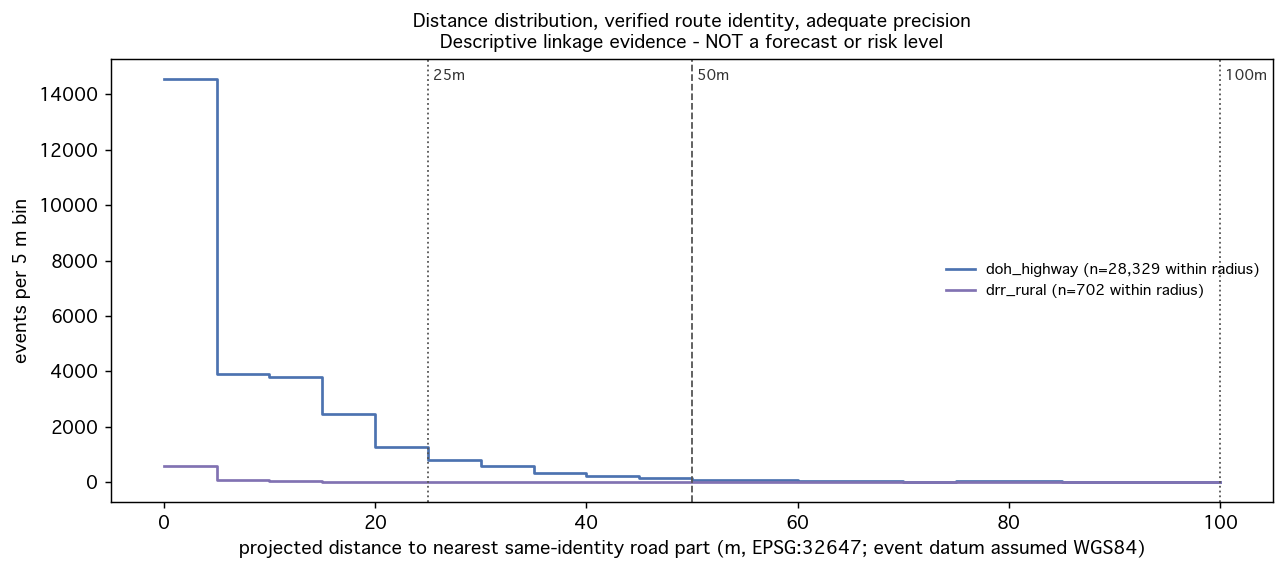 Distance distribution, verified route identity, adequate precision
Descriptive linkage evidence - NOT a forecast or risk level
25m
50m
100m
14000
12000
10000
8000
6000
4000
2000
0
events per 5 m bin
doh_highway (n=28,329 within radius)
drr_rural (n=702 within radius)
0
20
40
60
80
100
projected distance to nearest same-identity road part (m, EPSG:32647; event datum assumed WGS84)